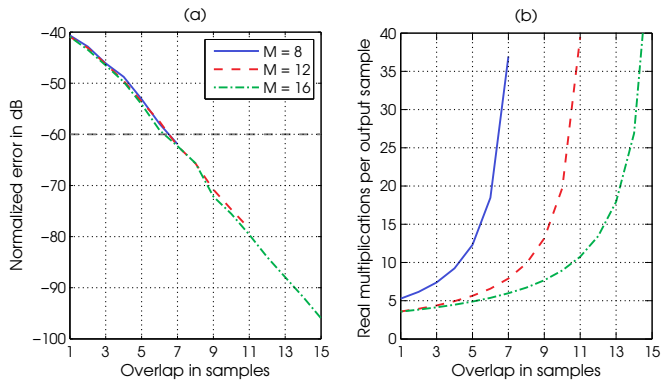 (a)
Normalized error in dB
−40
−50
−60
−70
−80
−90
−100
M = 8
M = 12
M = 16
1 3 5 7 9 11 13 15
Overlap in samples
(b)
Real multiplications per output sample
40
35
30
25
20
15
10
5
0
1 3 5 7 9 11 13 15
Overlap in samples